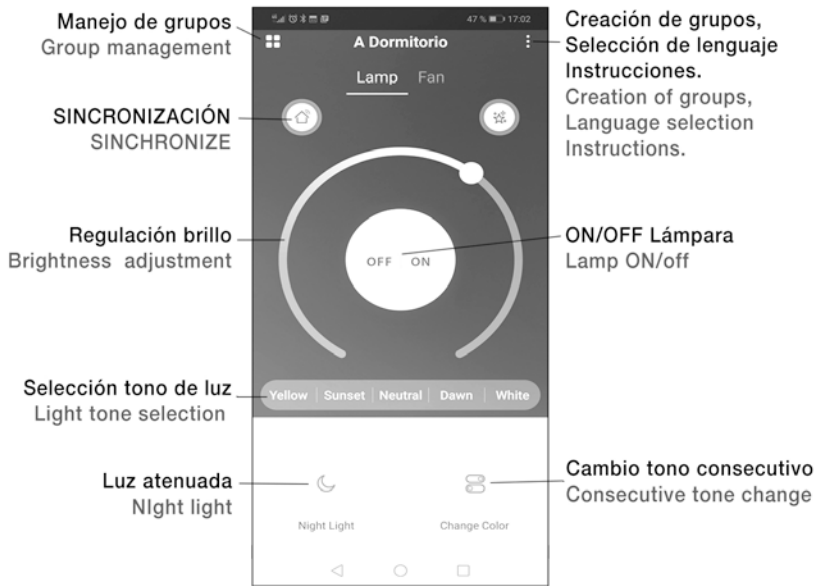 Manejo de grupos
Group management
SINCRONIZACIÓN
SINCHRONIZE
Regulación brillo
Brightness adjustment
Selección tono de luz
Light tone selection
Luz atenuada
NIght light
47 % 17:02
A Dormitorio
Lamp Fan
OFF ON
Yellow Sunset Neutral Dawn White
Night Light Change Color
Creación de grupos,
Selección de lenguaje
Instrucciones.
Creation of groups,
Language selection
Instructions.
ON/OFF Lámpara
Lamp ON/off
Cambio tono consecutivo
Consecutive tone change